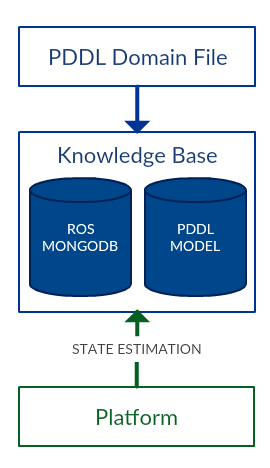 PDDL Domain File
Knowledge Base
ROS
MONGODB
PDDL
MODEL
STATE ESTIMATION
Platform